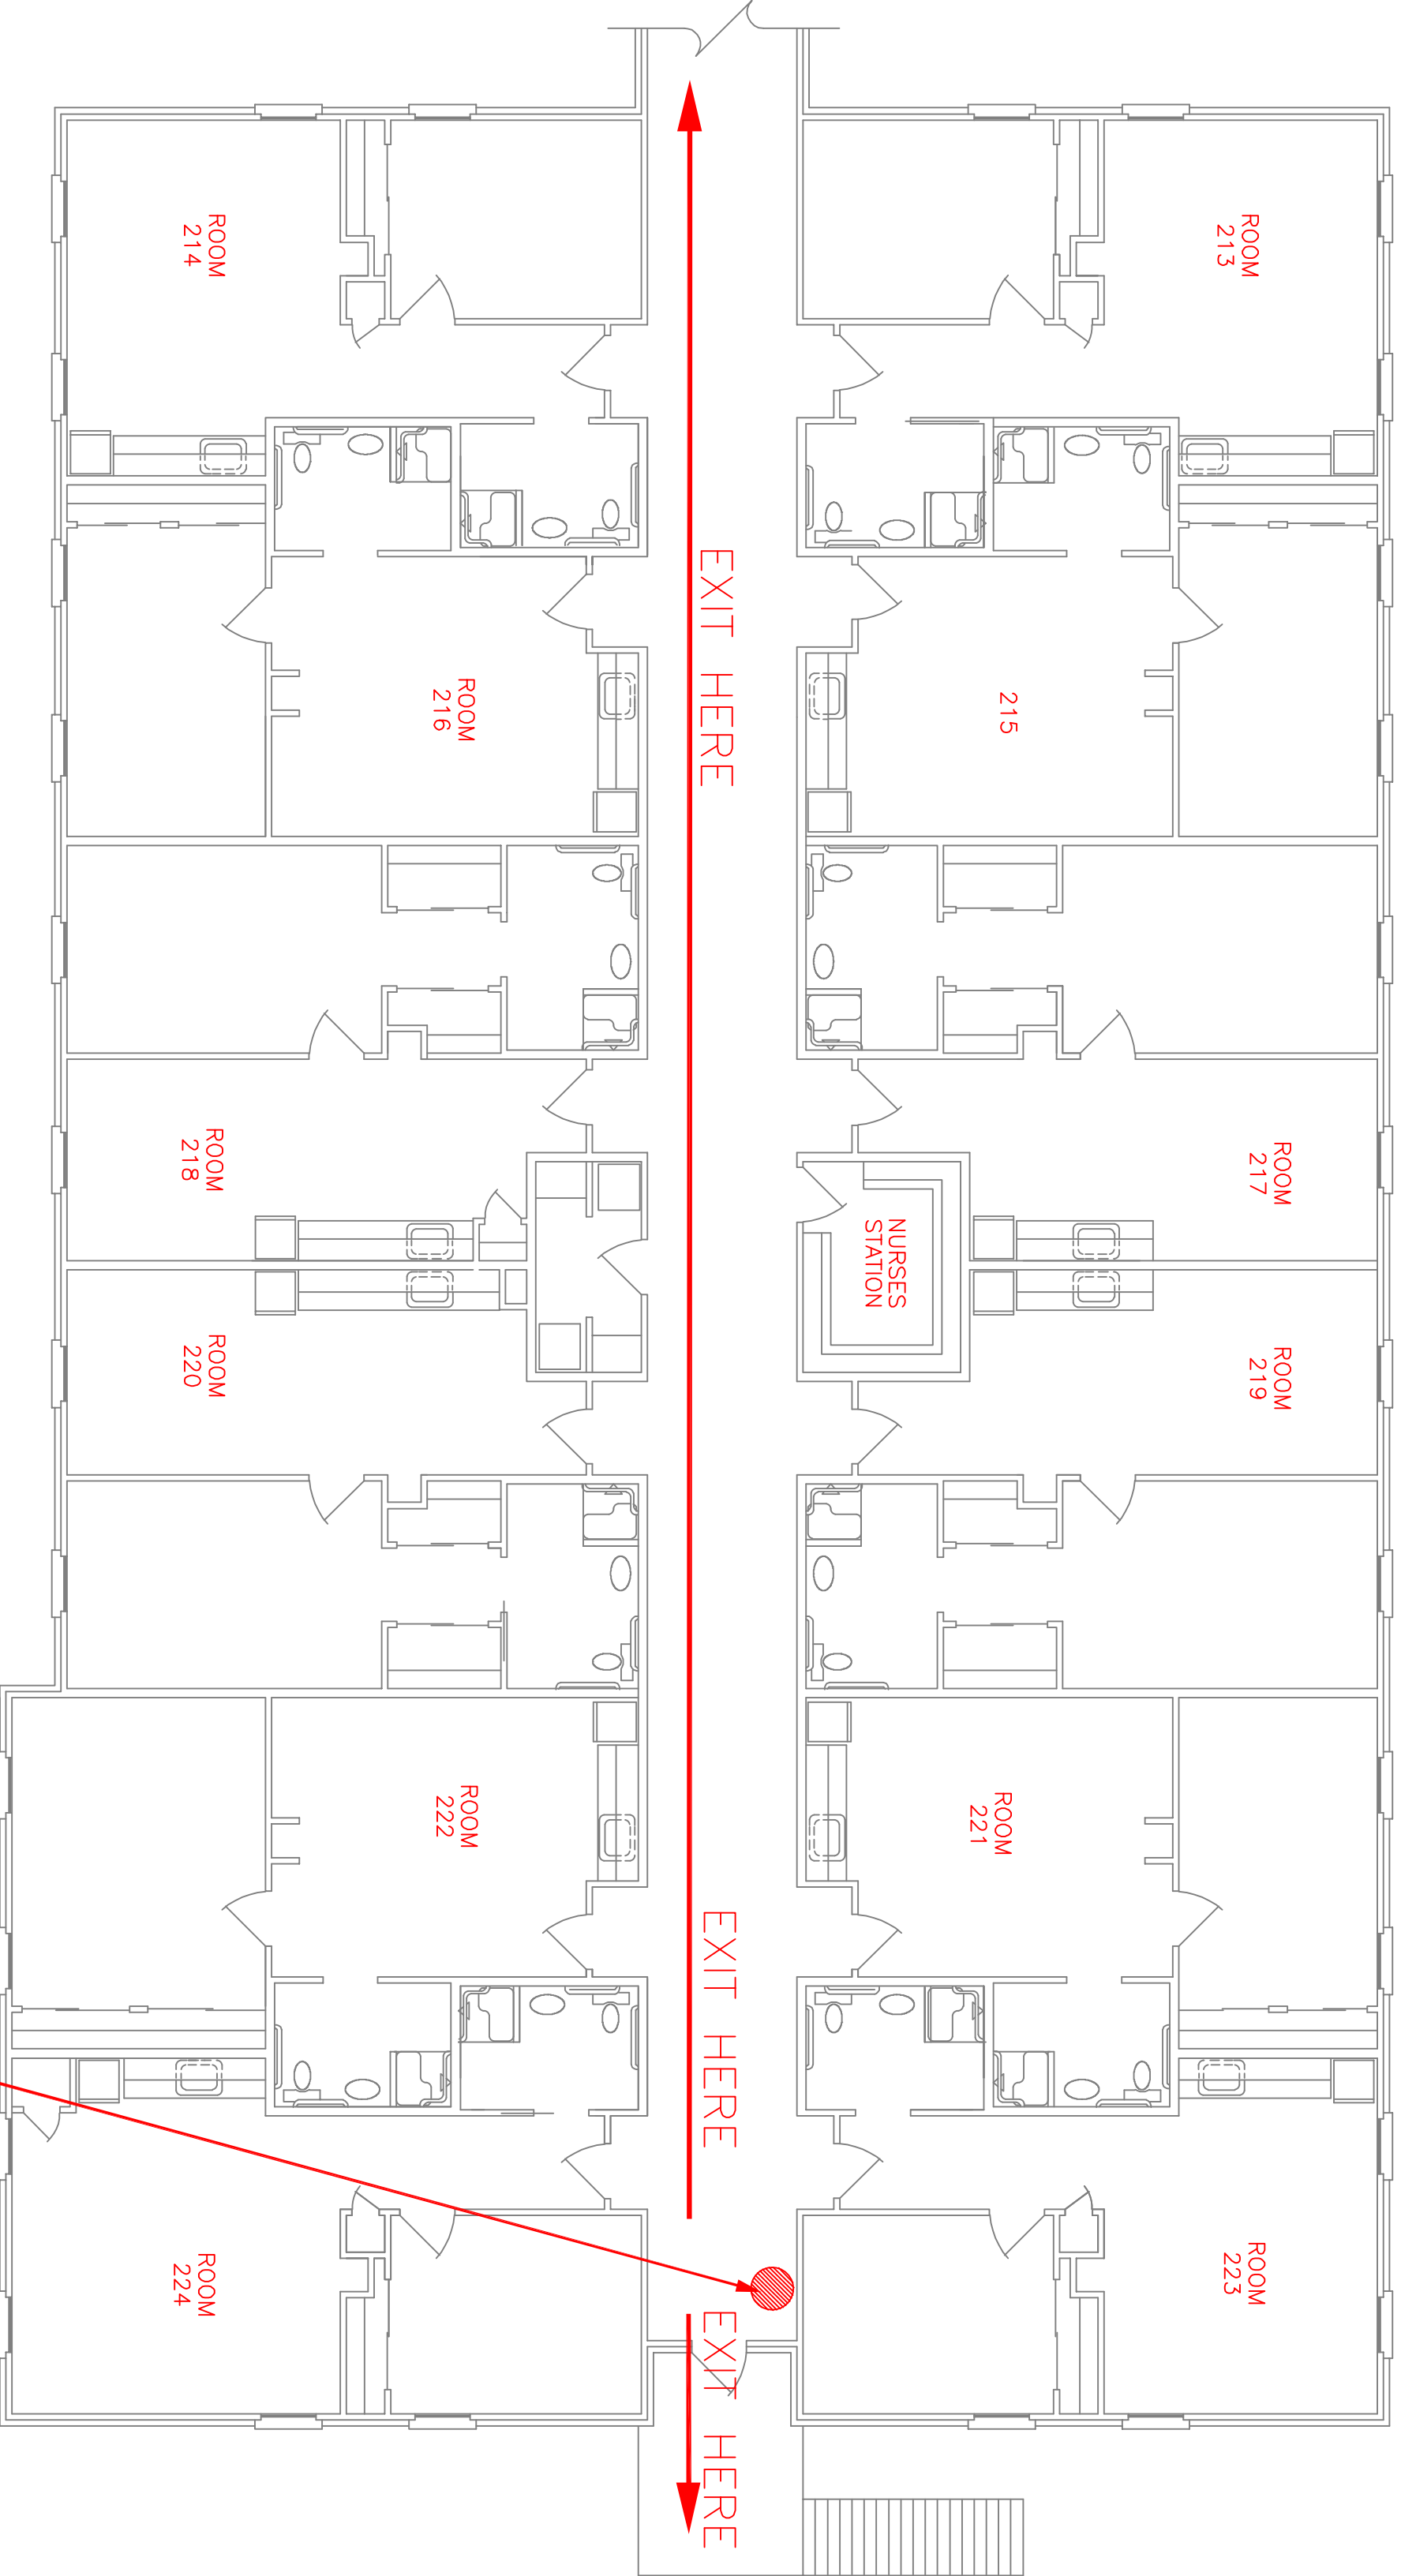 ROOM
214
ROOM
213
EXIT HERE
ROOM
216
215
ROOM
218
ROOM
217
NURSES
STATION
ROOM
220
ROOM
219
ROOM
222
ROOM
221
EXIT HERE
ROOM
224
ROOM
223
EXIT HERE